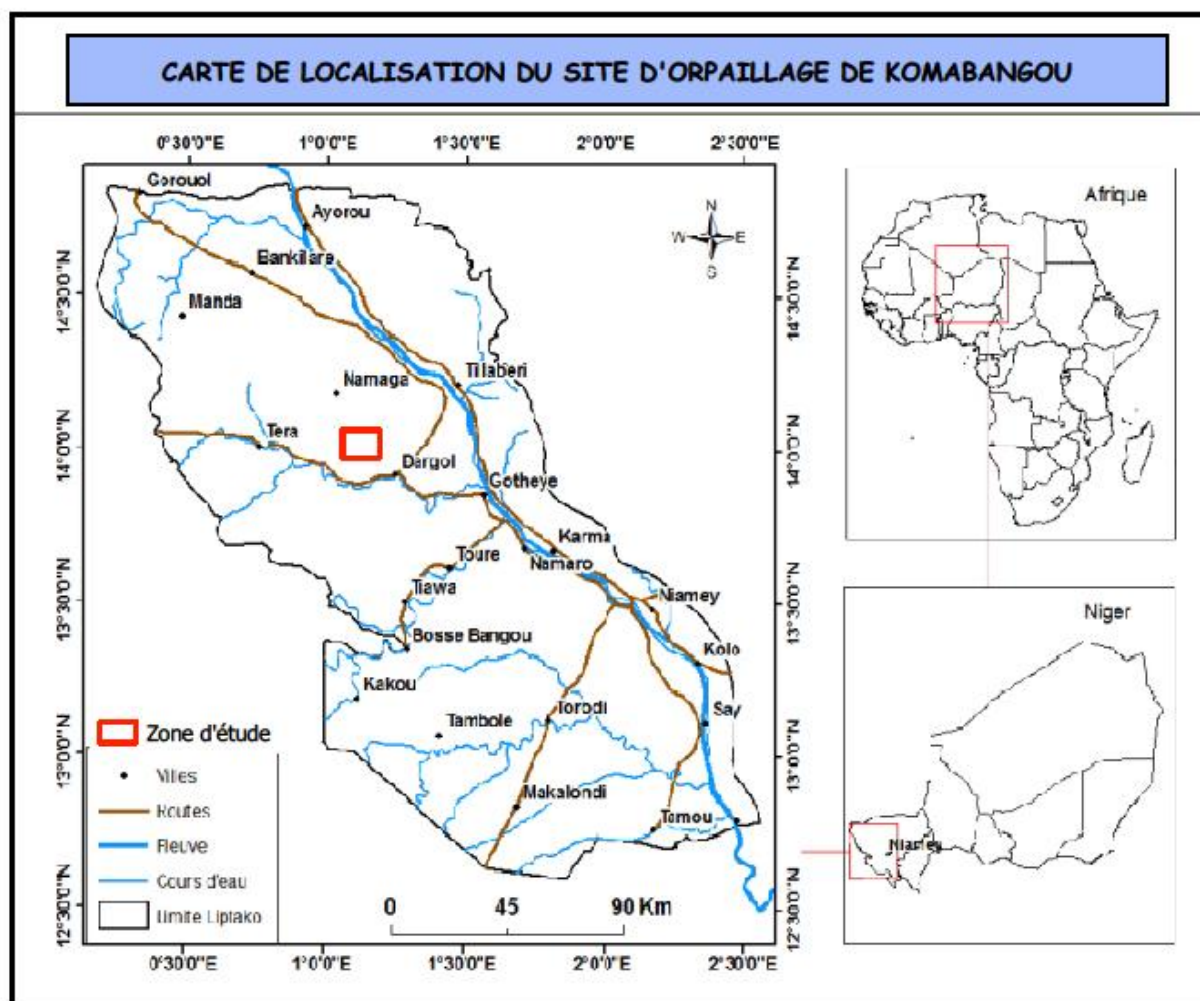 CARTE DE LOCALISATION DU SITE D'ORPAILLAGE DE KOMABANGOU
0°30'0"E 1°0'0"E 1°30'0"E 2°0'0"E 2°30'0"E
Gorouol
Ayorou
Bankilare
Manda
Namaga
Tillaberi
Tera
Dargol
Gotheye
Karma
Namaro
Toure
Tiawa
Niamey
Bosse Bangou
Kolo
Kakou
Say
Tambole
Torodi
Makalondi
Tamou
N
W
E
S
14°30'0"N
14°0'0"N
13°30'0"N
13°0'0"N
12°30'0"N
14°30'0"N
14°0'0"N
13°30'0"N
13°0'0"N
12°30'0"N
Zone d'étude
Villes
Routes
Fleuve
Cours d'eau
Limite Liptako
0 45 90 Km
0°30'0"E 1°0'0"E 1°30'0"E 2°0'0"E 2°30'0"E
Afrique
Niger
Niamey